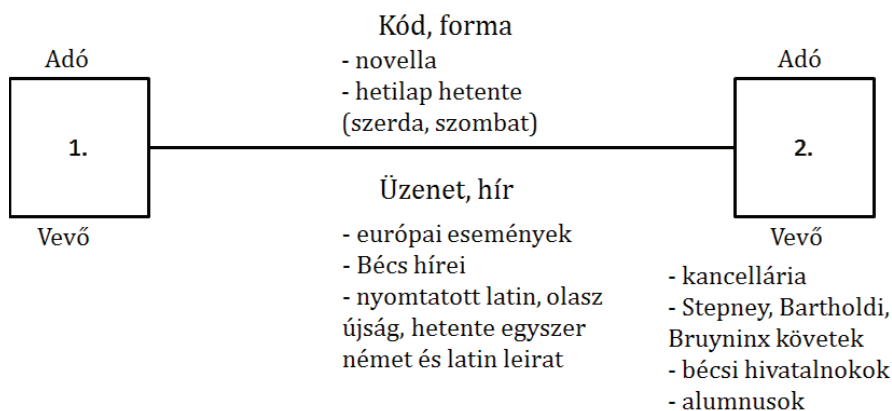 Kód, forma
Adó
- novella
Adó
- hetilap hetente
(szerda, szombat)
1.
2.
Üzenet, hír
Vevő
- európai események
- Bécs hírei
- nyomtatott latin, olasz
újság, hetente egyszer
német és latin leirat
Vevő
- kancellária
- Stepney, Bartholdi,
Bruyninx követek
- bécsi hivatalnokok
- alumnusok